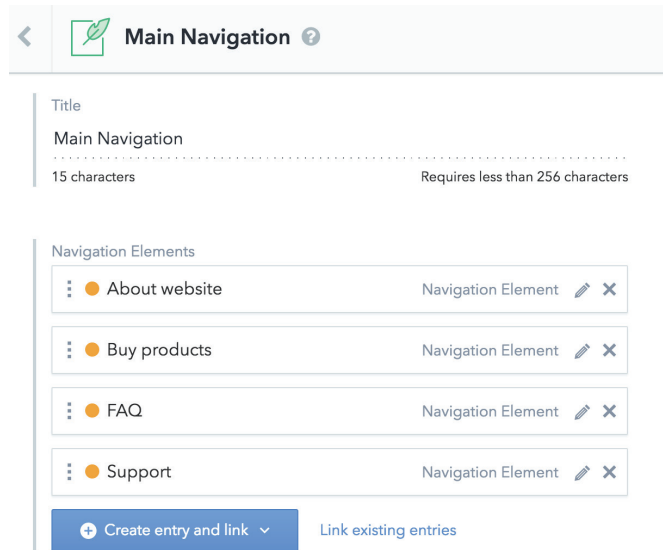 Main Navigation
Title
Main Navigation
15 characters Requires less than 256 characters
Navigation Elements
About website Navigation Element
Buy products Navigation Element
FAQ Navigation Element
Support Navigation Element
Create entry and link Link existing entries